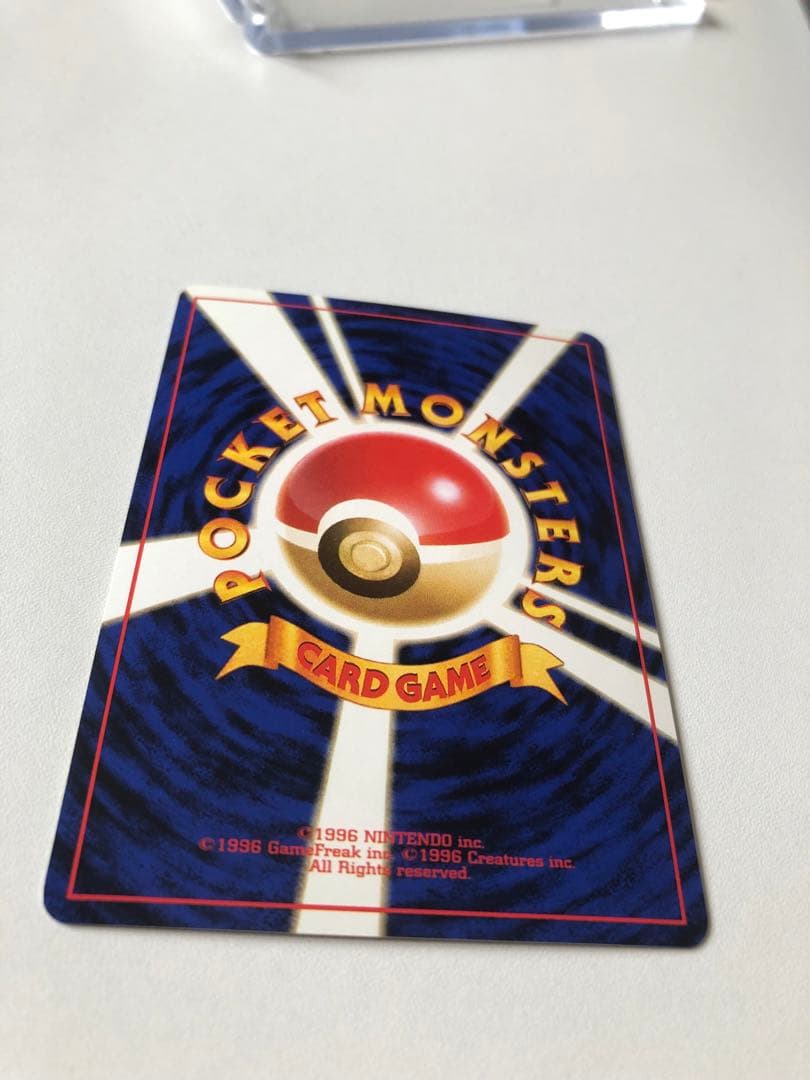 POCKET MONSTERS
CARD GAME
©1996 NINTENDO inc.
©1996 GameFreak inc. ©1996 Creatures inc.
All Rights reserved.